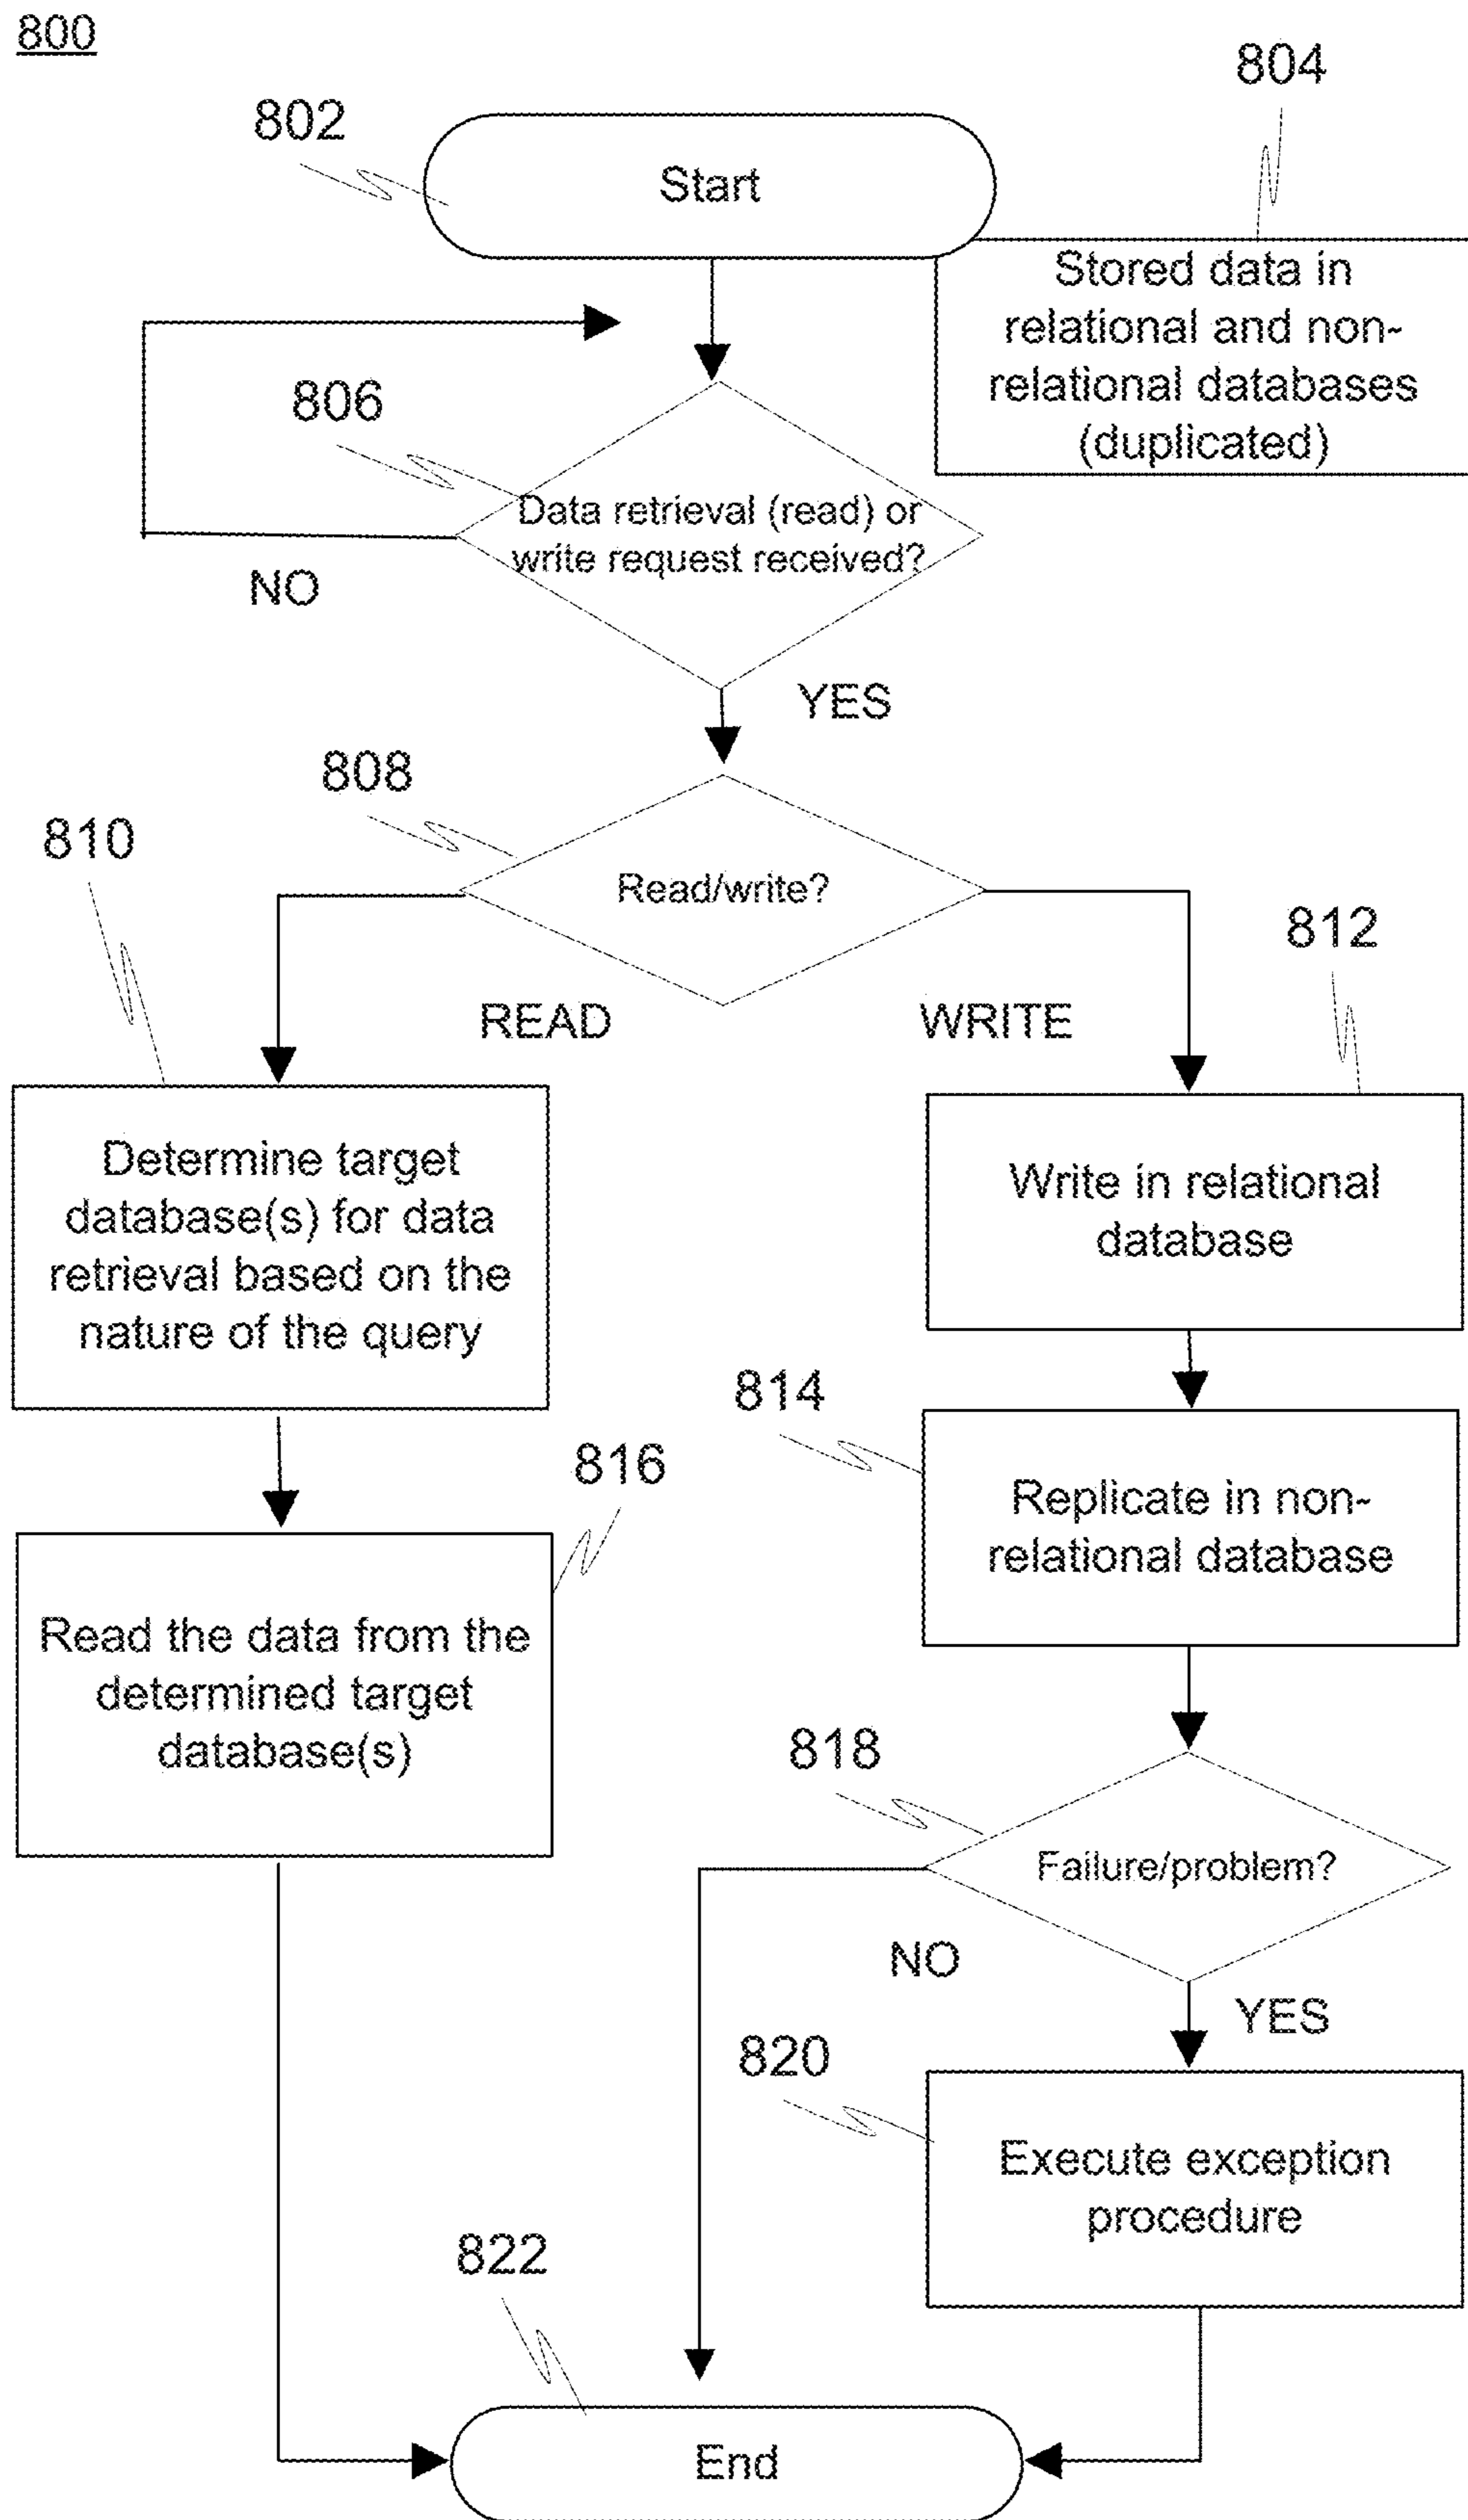 800
804
802
Start
Stored data in
relational and non-
relational databases
(duplicated)
806
Data retrieval (read) or
write request received?
NO
YES
808
810
Read/write?
812
READ
WRITE
Determine target
database(s) for data
retrieval based on the
nature of the query
Write in relational
database
814
816
Replicate in non-
relational database
Read the data from the
determined target
database(s)
818
Failure/problem?
NO
YES
820
Execute exception
procedure
822
End